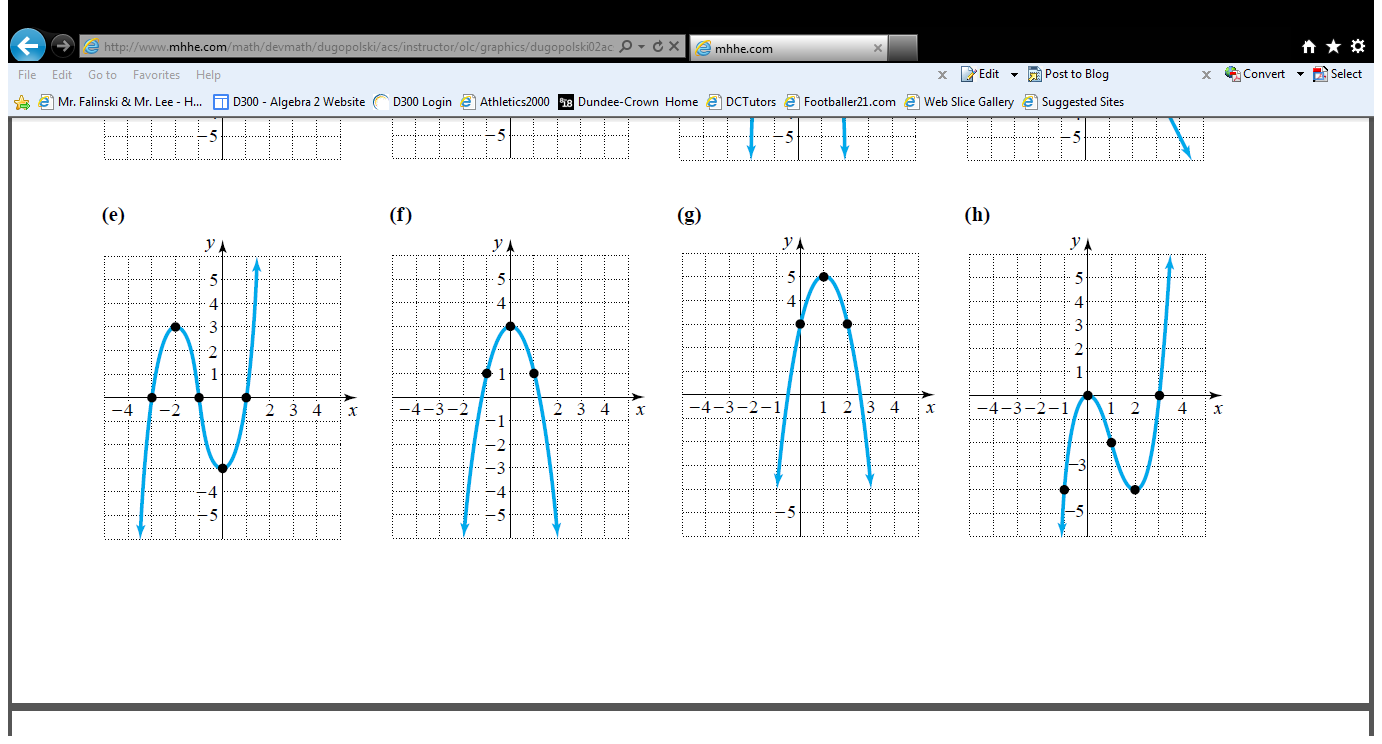 http://www.mhhe.com/math/devmath/dugopolski/acs/instructor/olc/graphics/dugopolski02ac
mhhe.com
File Edit Go to Favorites Help
x Edit Post to Blog
x Convert Select
Mr. Falinski & Mr. Lee - H... D300 - Algebra 2 Website D300 Login Athletics2000 Dundee-Crown Home DCTutors Footballer21.com Web Slice Gallery Suggested Sites
−5 −5 −5 −5
(e) (f) (g) (h)
y y y y
5 5 5 5
4 4 4 4
3 3
2 2
1 1 1
−4 −2 2 3 4 x
−4 −3 −2 2 3 4 x
−4 −3 −2 −1 1 2 3 4 x
−4 −3 −2 −1 1 2 4 x
−1
−2
−3 −3
−4 −4
−5 −5 −5 −5